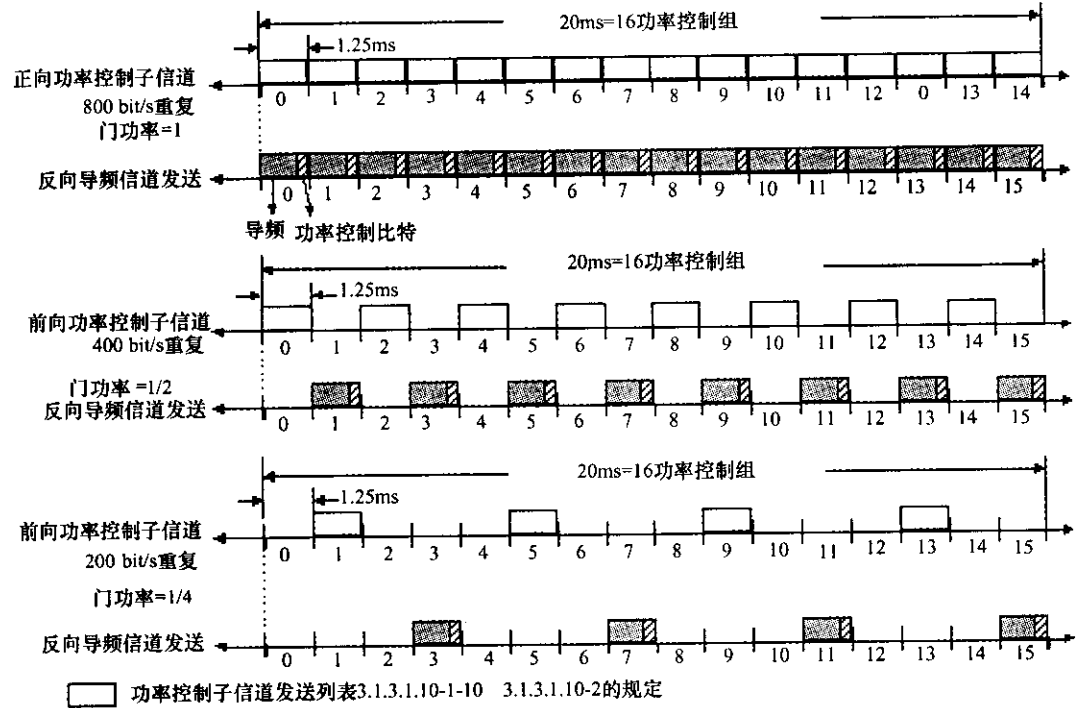 20ms=16功率控制组
1.25ms
正向功率控制子信道
800 bit/s重复
门功率=1
0 1 2 3 4 5 6 7 8 9 10 11 12 0 13 14
反向导频信道发送
0 1 2 3 4 5 6 7 8 9 10 11 12 13 14 15
导频 功率控制比特
20ms=16功率控制组
1.25ms
前向功率控制子信道
400 bit/s重复
0 1 2 3 4 5 6 7 8 9 10 11 12 13 14 15
门功率=1/2
反向导频信道发送
0 1 2 3 4 5 6 7 8 9 10 11 12 13 14 15
20ms=16功率控制组
1.25ms
前向功率控制子信道
200 bit/s重复
0 1 2 3 4 5 6 7 8 9 10 11 12 13 14 15
门功率=1/4
反向导频信道发送
0 1 2 3 4 5 6 7 8 9 10 11 12 13 14 15
功率控制子信道发送列表3.1.3.1.10-1-10 3.1.3.1.10-2的规定